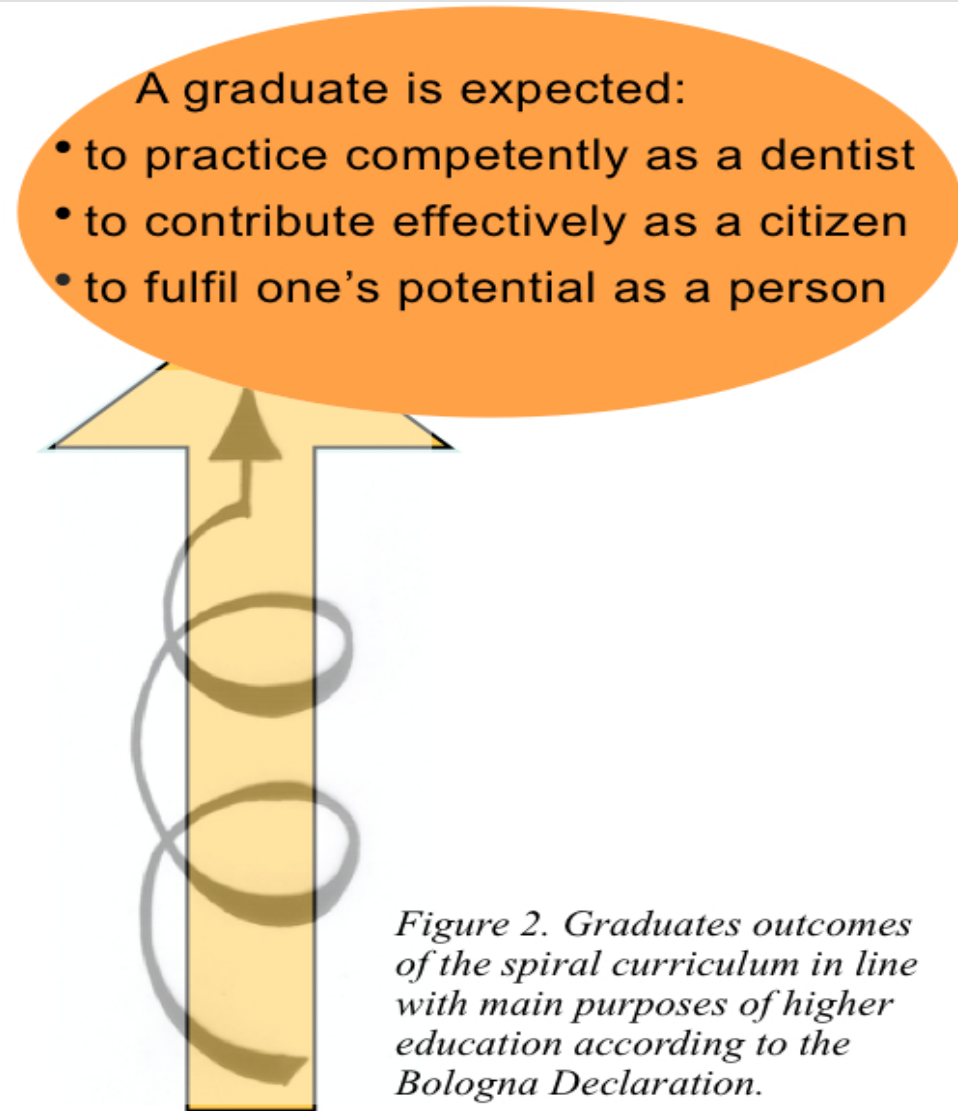 A graduate is expected:
• to practice competently as a dentist
• to contribute effectively as a citizen
• to fulfil one’s potential as a person
Figure 2. Graduates outcomes
of the spiral curriculum in line
with main purposes of higher
education according to the
Bologna Declaration.